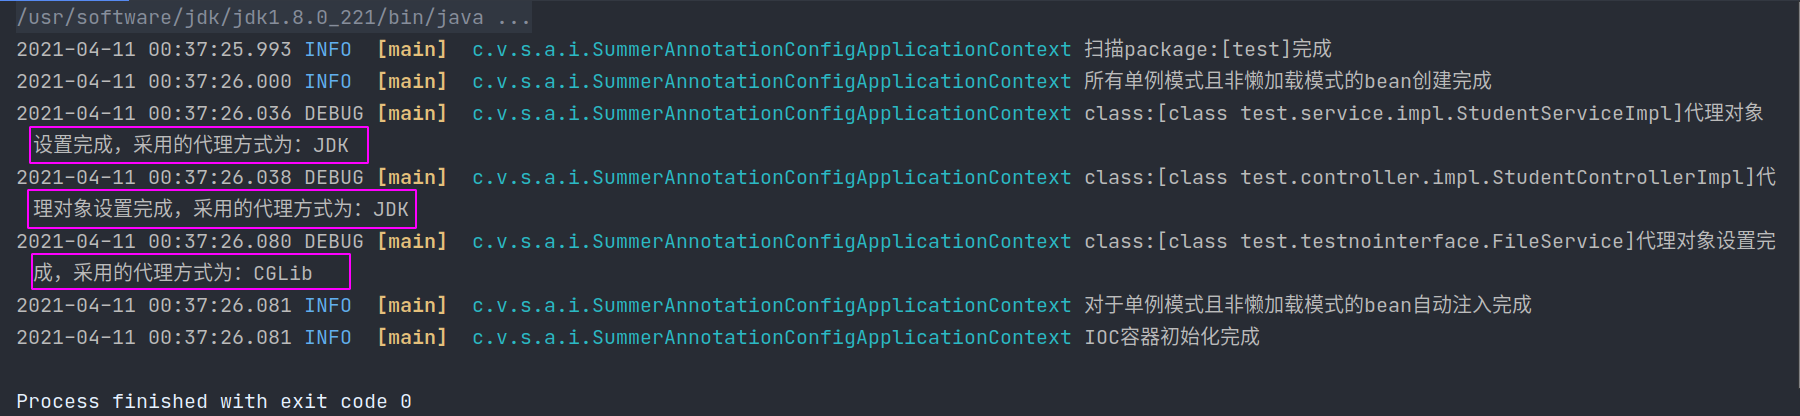 /usr/software/jdk/jdk1.8.0_221/bin/java ...
2021-04-11 00:37:25.993 INFO  [main]  c.v.s.a.i.SummerAnnotationConfigApplicationContext 扫描package:[test]完成
2021-04-11 00:37:26.000 INFO  [main]  c.v.s.a.i.SummerAnnotationConfigApplicationContext 所有单例模式且非懒加载模式的bean创建完成
2021-04-11 00:37:26.036 DEBUG [main]  c.v.s.a.i.SummerAnnotationConfigApplicationContext class:[class test.service.impl.StudentServiceImpl]代理对象
设置完成，采用的代理方式为：JDK
2021-04-11 00:37:26.038 DEBUG [main]  c.v.s.a.i.SummerAnnotationConfigApplicationContext class:[class test.controller.impl.StudentControllerImpl]代
理对象设置完成，采用的代理方式为：JDK
2021-04-11 00:37:26.080 DEBUG [main]  c.v.s.a.i.SummerAnnotationConfigApplicationContext class:[class test.testnointerface.FileService]代理对象设置完
成，采用的代理方式为：CGLib
2021-04-11 00:37:26.081 INFO  [main]  c.v.s.a.i.SummerAnnotationConfigApplicationContext 对于单例模式且非懒加载模式的bean自动注入完成
2021-04-11 00:37:26.081 INFO  [main]  c.v.s.a.i.SummerAnnotationConfigApplicationContext IOC容器初始化完成
Process finished with exit code 0